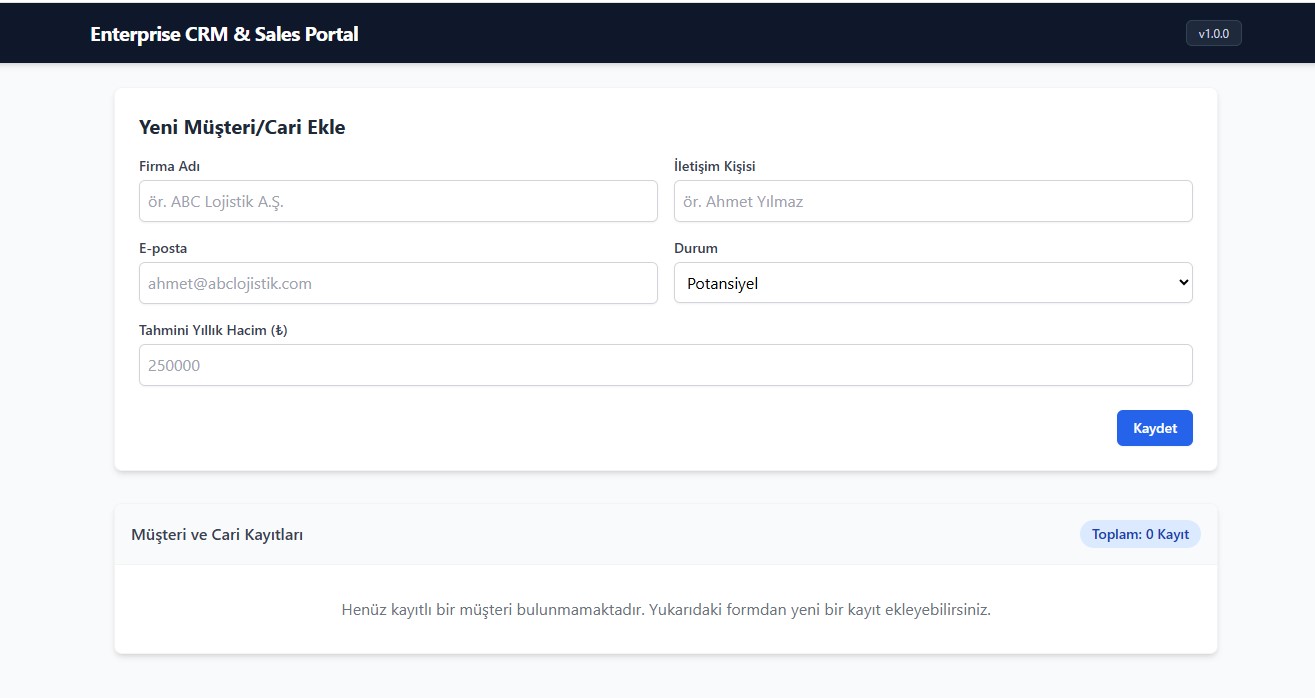 Enterprise CRM & Sales Portal
v1.0.0
Yeni Müşteri/Cari Ekle
Firma Adı
İletişim Kişisi
ör. ABC Lojistik A.Ş.
ör. Ahmet Yılmaz
E-posta
Durum
ahmet@abclojistik.com
Potansiyel
Tahmini Yıllık Hacim (₺)
250000
Kaydet
Müşteri ve Cari Kayıtları
Toplam: 0 Kayıt
Henüz kayıtlı bir müşteri bulunmamaktadır. Yukarıdaki formdan yeni bir kayıt ekleyebilirsiniz.